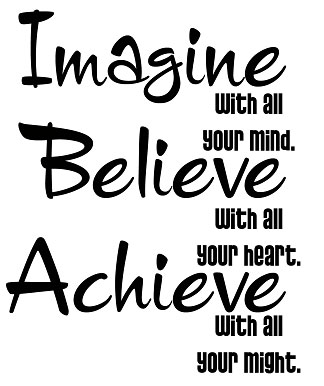 Imagine
With all
your mind.
Believe
With all
your heart.
Achieve
With all
your might.